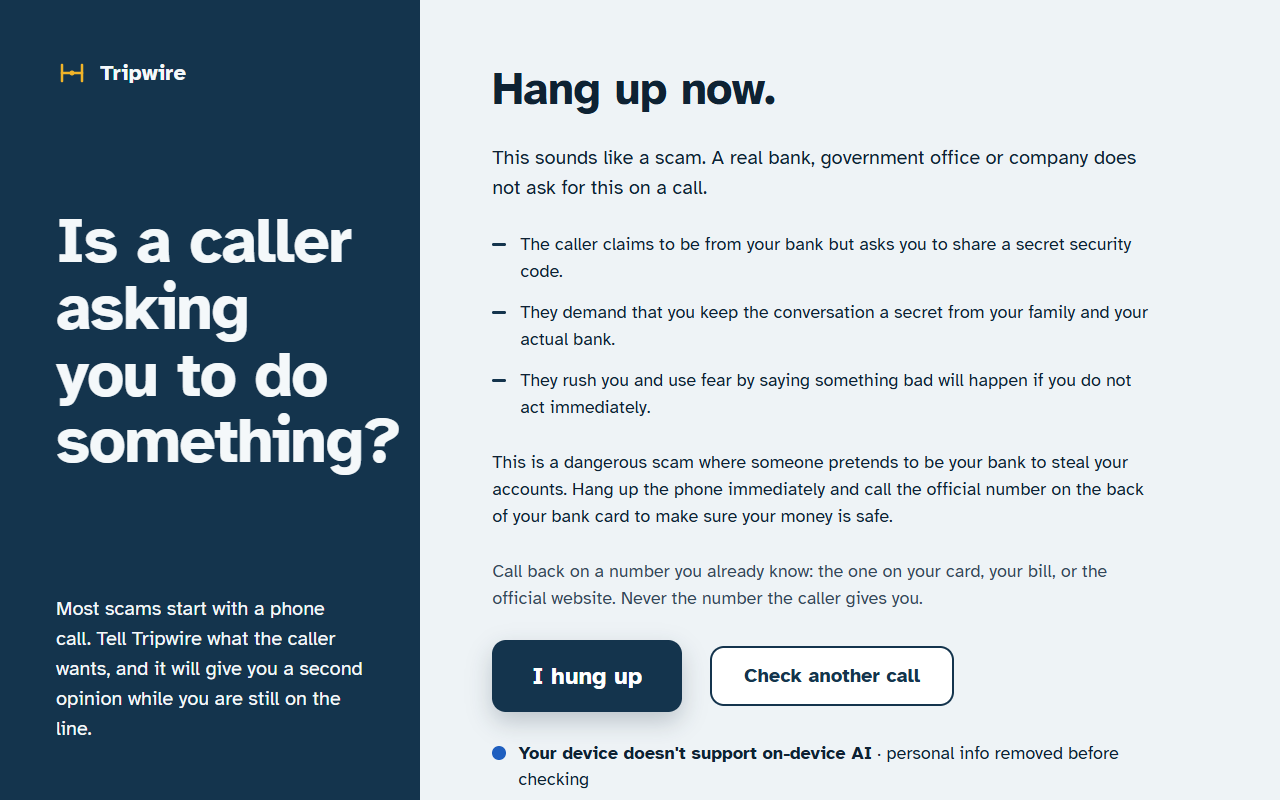 Tripwire
Is a caller
asking
you to do
something?
Most scams start with a phone
call. Tell Tripwire what the caller
wants, and it will give you a second
opinion while you are still on the
line.
Hang up now.
This sounds like a scam. A real bank, government office or company does
not ask for this on a call.
The caller claims to be from your bank but asks you to share a secret security
code.
They demand that you keep the conversation a secret from your family and your
actual bank.
They rush you and use fear by saying something bad will happen if you do not
act immediately.
This is a dangerous scam where someone pretends to be your bank to steal your
accounts. Hang up the phone immediately and call the official number on the back
of your bank card to make sure your money is safe.
Call back on a number you already know: the one on your card, your bill, or the
official website. Never the number the caller gives you.
I hung up
Check another call
Your device doesn't support on-device AI · personal info removed before
checking